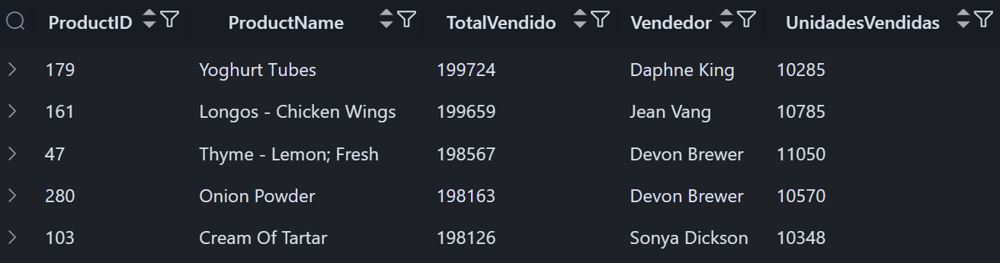 ProductID ProductName TotalVendido Vendedor UnidadesVendidas
179 Yoghurt Tubes 199724 Daphne King 10285
161 Longos - Chicken Wings 199659 Jean Vang 10785
47 Thyme - Lemon; Fresh 198567 Devon Brewer 11050
280 Onion Powder 198163 Devon Brewer 10570
103 Cream Of Tartar 198126 Sonya Dickson 10348